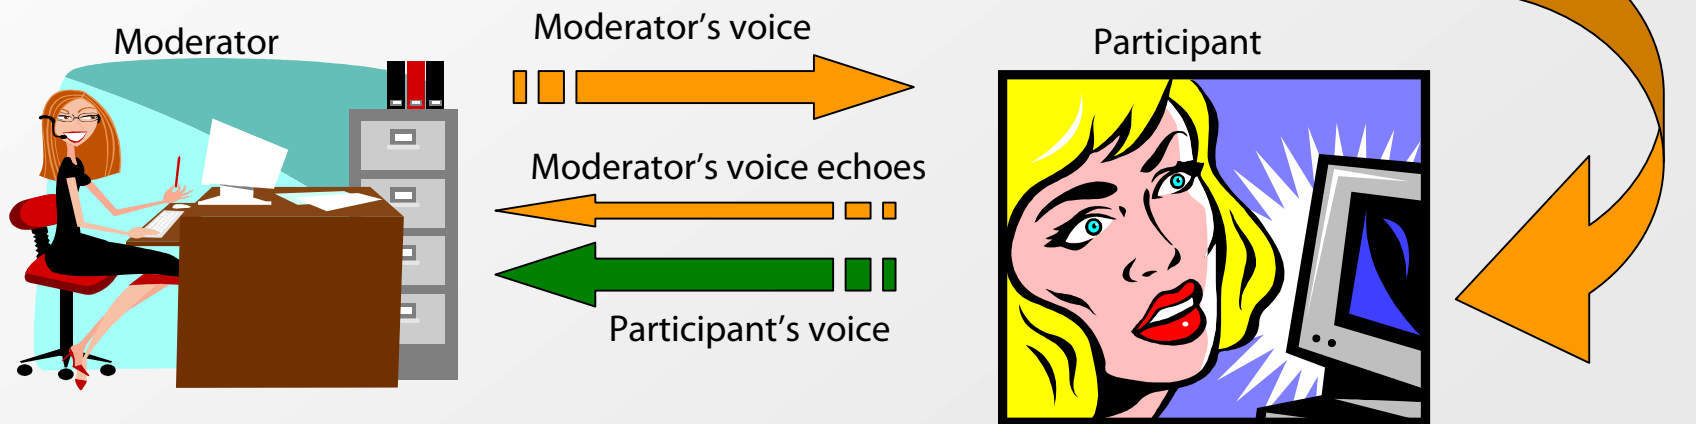 Moderator
Moderator’s voice
Participant
Moderator’s voice echoes
Participant’s voice